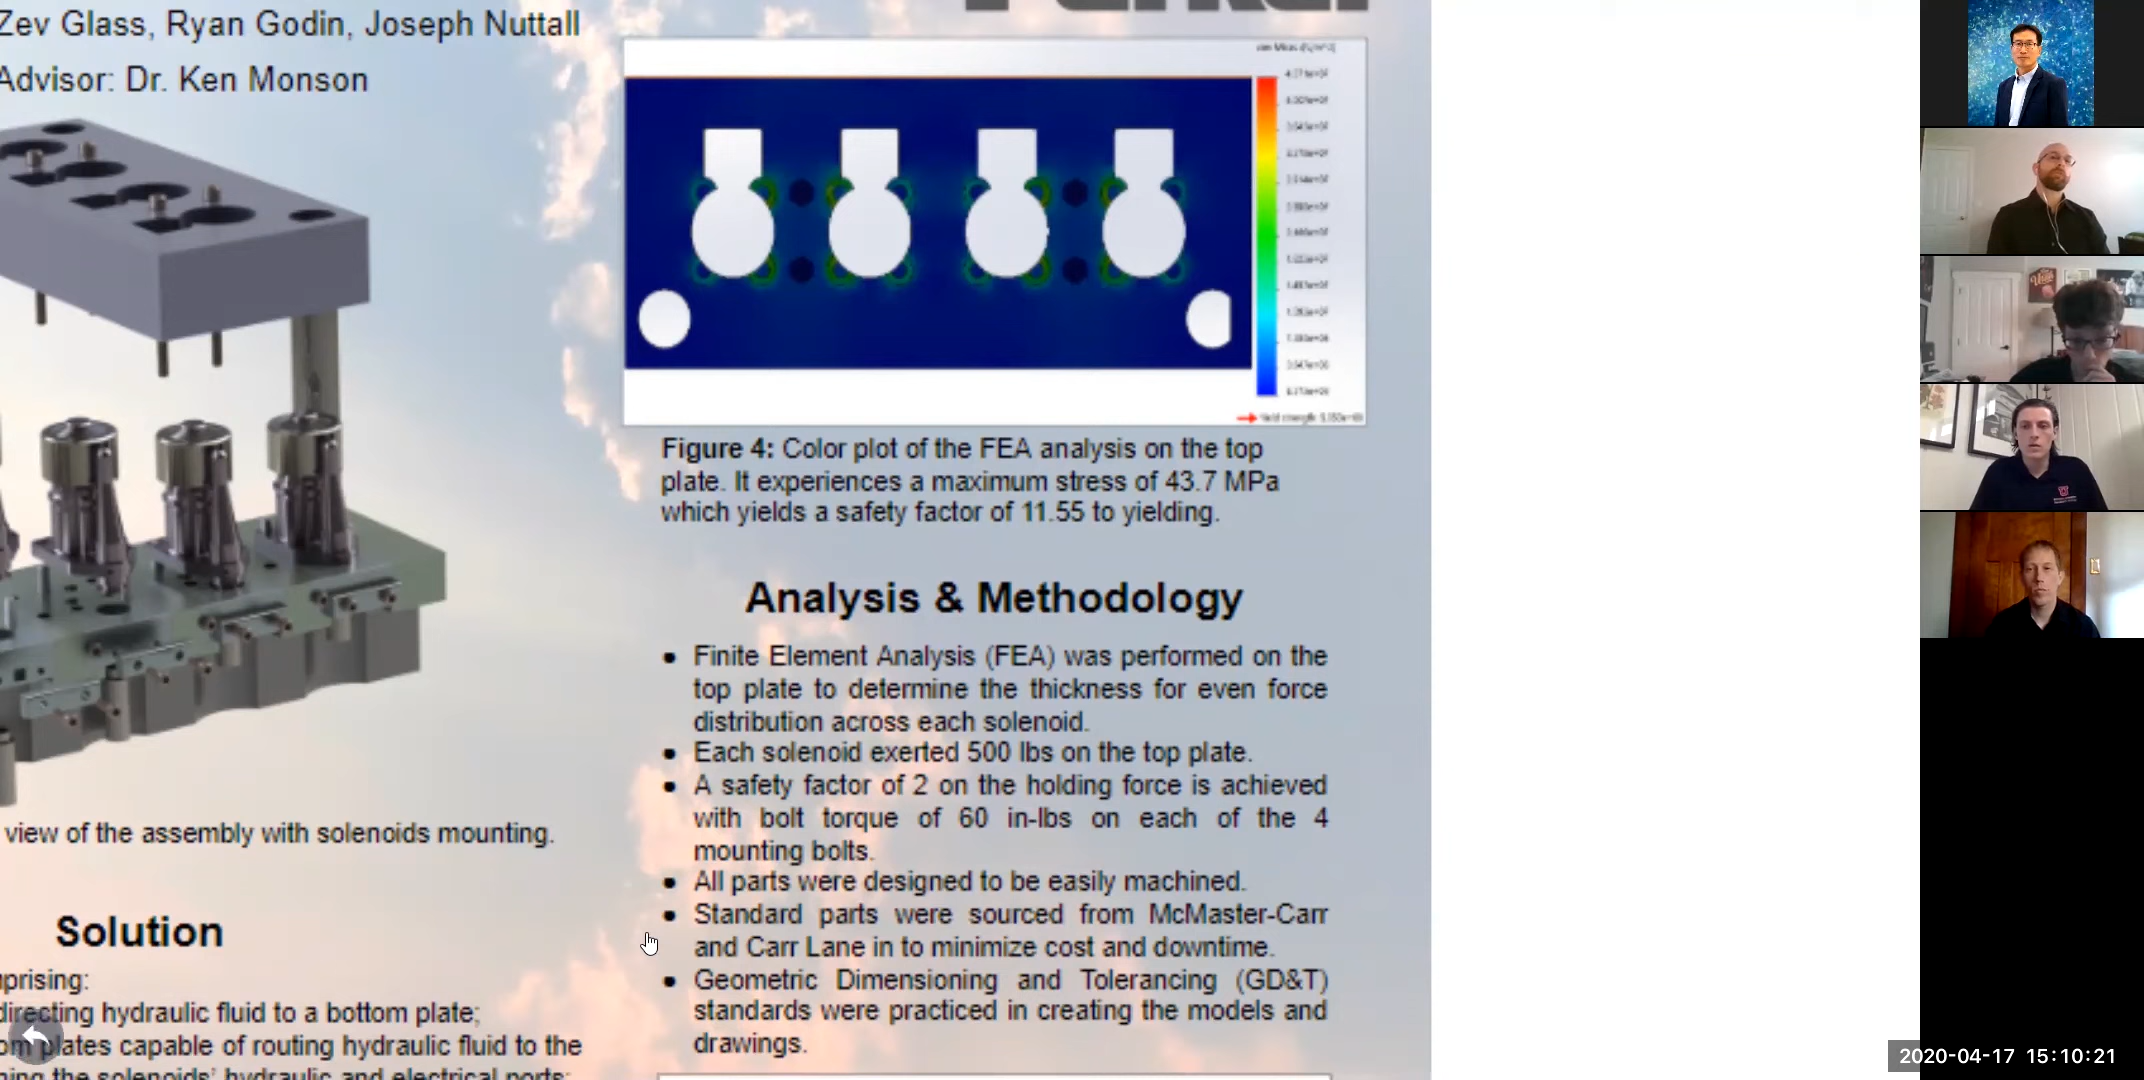 Zev Glass, Ryan Godin, Joseph Nuttall
Advisor: Dr. Ken Monson
view of the assembly with solenoids mounting.
Solution
directing hydraulic fluid to a bottom plate;
plates capable of routing hydraulic fluid to the
the solenoids' hydraulic and electrical ports;
Parker
Figure 4: Color plot of the FEA analysis on the top
plate. It experiences a maximum stress of 43.7 MPa
which yields a safety factor of 11.55 to yielding.
Analysis & Methodology
• Finite Element Analysis (FEA) was performed on the
top plate to determine the thickness for even force
distribution across each solenoid.
• Each solenoid exerted 500 lbs on the top plate.
• A safety factor of 2 on the holding force is achieved
with bolt torque of 60 in-lbs on each of the 4
mounting bolts.
• All parts were designed to be easily machined.
• Standard parts were sourced from McMaster-Carr
and Carr Lane in to minimize cost and downtime.
• Geometric Dimensioning and Tolerancing (GD&T)
standards were practiced in creating the models and
drawings.
2020-04-17 15:10:21